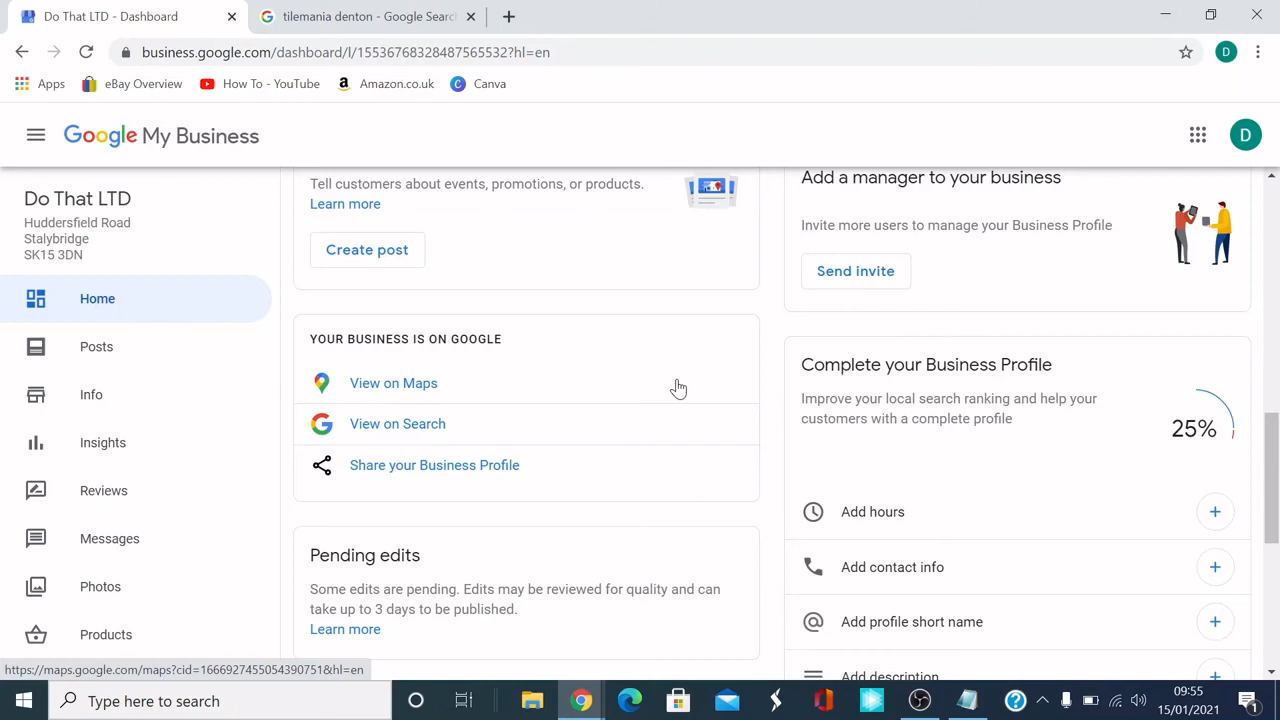 Do That LTD - Dashboard
tilemania denton - Google Searc
business.google.com/dashboard/l/15536768328487565532?hl=en
D
Apps
eBay Overview
How To - YouTube
Amazon.co.uk
Canva
Google My Business
D
Do That LTD
Huddersfield Road
Stalybridge
SK15 3DN
Home
Posts
Info
Insights
Reviews
Messages
Photos
Products
Tell customers about events, promotions, or products.
Learn more
Create post
YOUR BUSINESS IS ON GOOGLE
View on Maps
View on Search
Share your Business Profile
Pending edits
Some edits are pending. Edits may be reviewed for quality and can
take up to 3 days to be published.
Learn more
Add a manager to your business
Invite more users to manage your Business Profile
Send invite
Complete your Business Profile
Improve your local search ranking and help your
customers with a complete profile
25%
Add hours
Add contact info
Add profile short name
Add description
https://maps.google.com/maps?cid=1666927455054390751&hl=en
Type here to search
09:55
15/01/2021
1